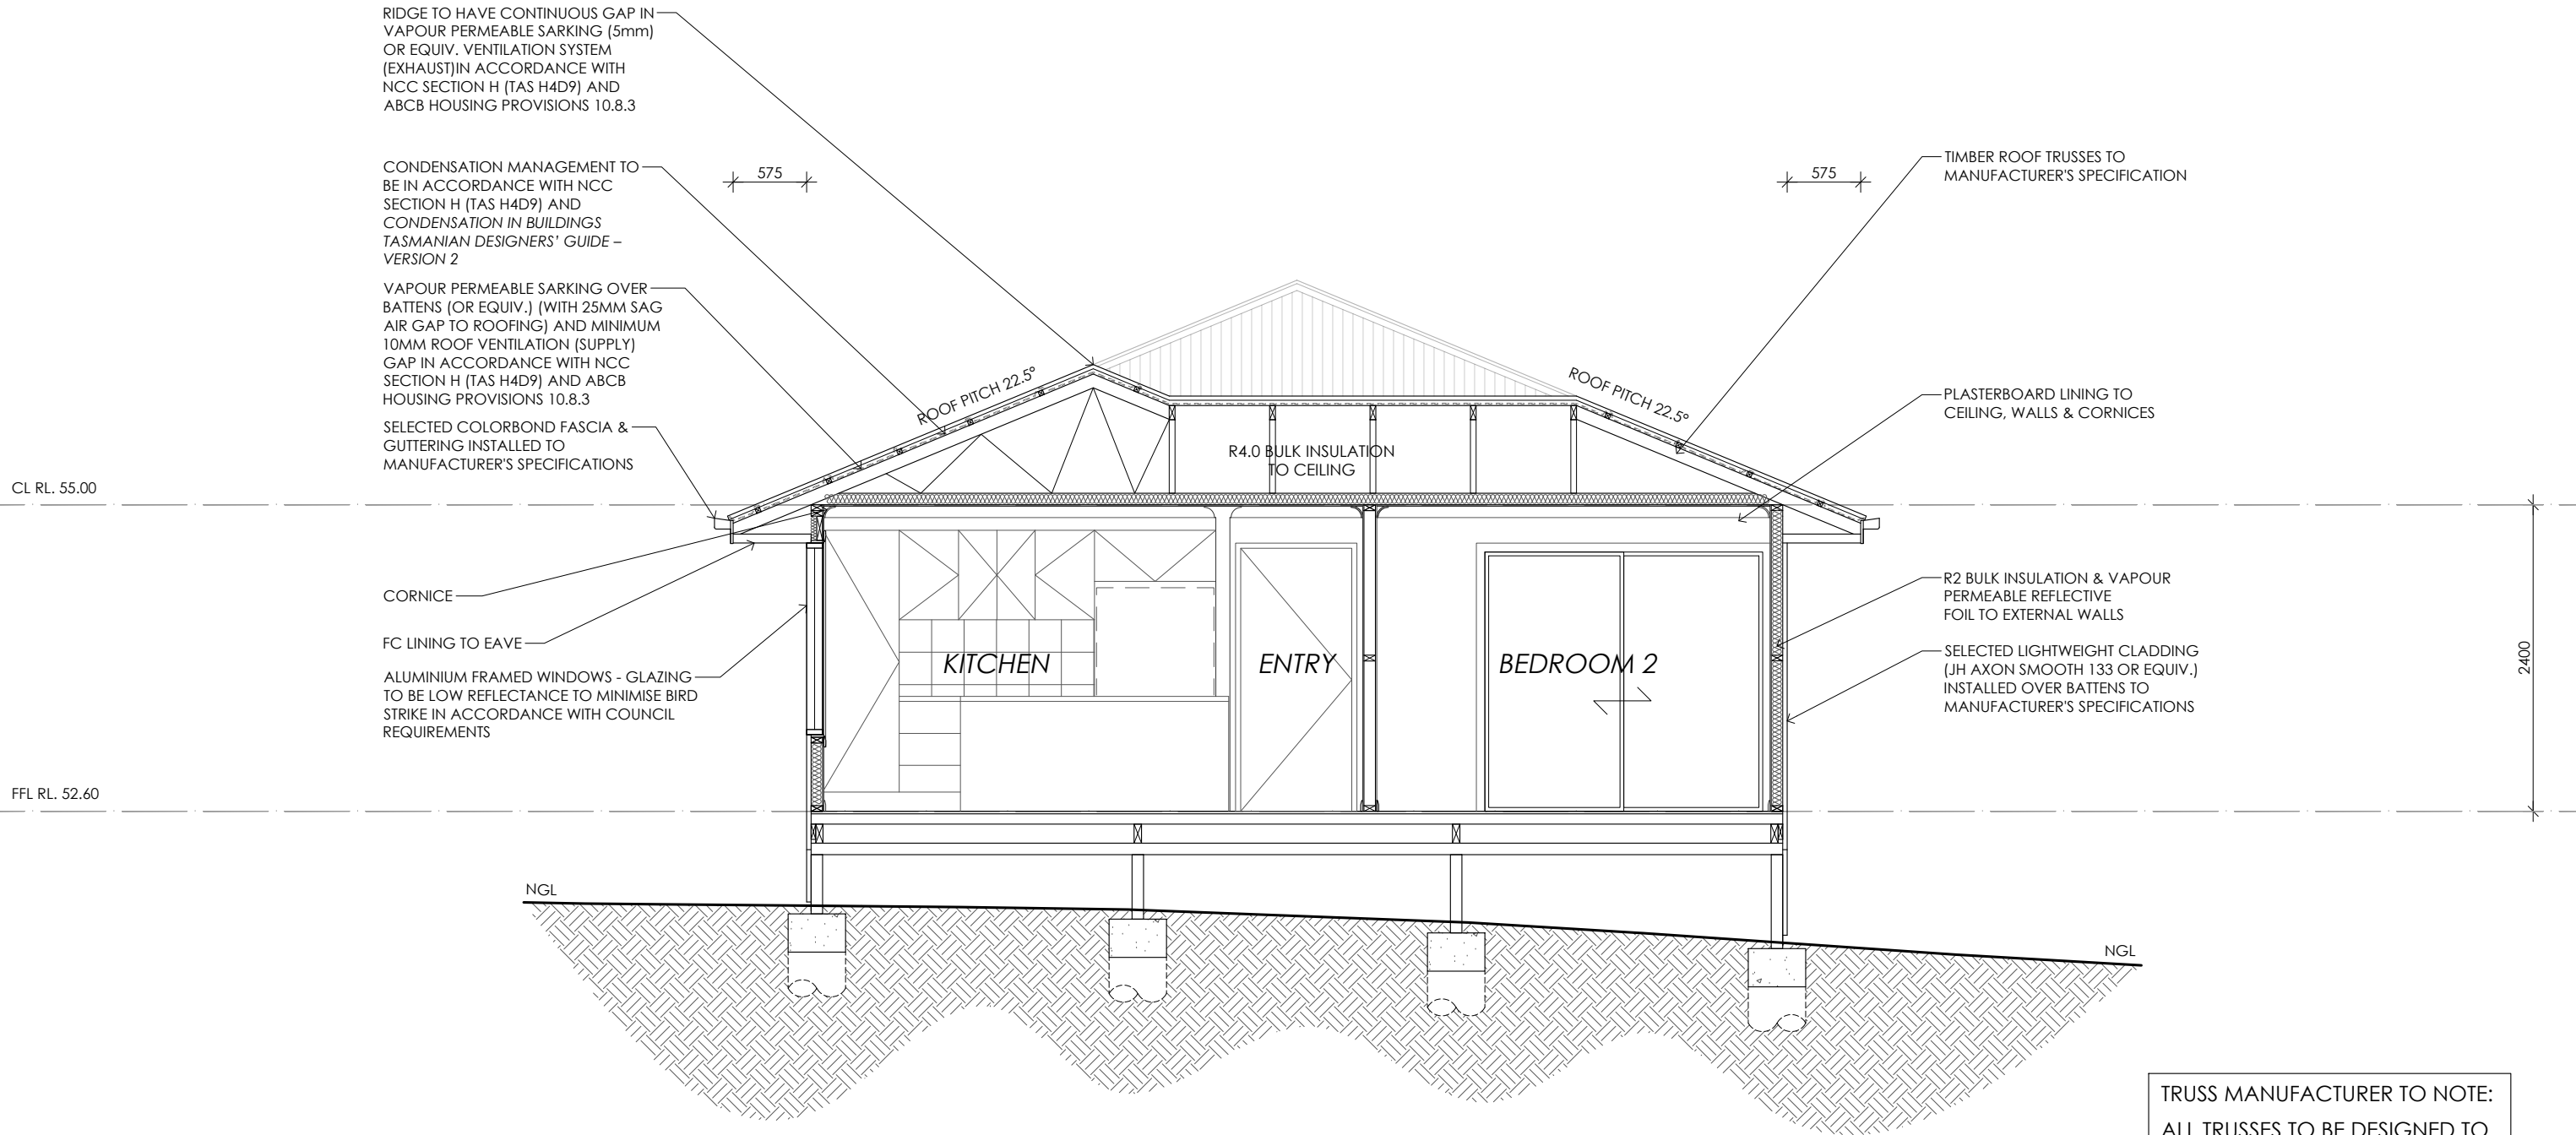 RIDGE TO HAVE CONTINUOUS GAP IN
VAPOUR PERMEABLE SARKING (5mm)
OR EQUIV. VENTILATION SYSTEM
(EXHAUST)IN ACCORDANCE WITH
NCC SECTION H (TAS H4D9) AND
ABCB HOUSING PROVISIONS 10.8.3
CONDENSATION MANAGEMENT TO
BE IN ACCORDANCE WITH NCC
SECTION H (TAS H4D9) AND
CONDENSATION IN BUILDINGS
TASMANIAN DESIGNERS' GUIDE –
VERSION 2
VAPOUR PERMEABLE SARKING OVER
BATTENS (OR EQUIV.) (WITH 25MM SAG
AIR GAP TO ROOFING) AND MINIMUM
10MM ROOF VENTILATION (SUPPLY)
GAP IN ACCORDANCE WITH NCC
SECTION H (TAS H4D9) AND ABCB
HOUSING PROVISIONS 10.8.3
SELECTED COLORBOND FASCIA &
GUTTERING INSTALLED TO
MANUFACTURER'S SPECIFICATIONS
CL RL. 55.00
CORNICE
FC LINING TO EAVE
ALUMINIUM FRAMED WINDOWS - GLAZING
TO BE LOW REFLECTANCE TO MINIMISE BIRD
STRIKE IN ACCORDANCE WITH COUNCIL
REQUIREMENTS
FFL RL. 52.60
575
575
ROOF PITCH 22.5°
ROOF PITCH 22.5°
R4.0 BULK INSULATION
TO CEILING
KITCHEN
ENTRY
BEDROOM 2
TIMBER ROOF TRUSSES TO
MANUFACTURER'S SPECIFICATION
PLASTERBOARD LINING TO
CEILING, WALLS & CORNICES
R2 BULK INSULATION & VAPOUR
PERMEABLE REFLECTIVE
FOIL TO EXTERNAL WALLS
SELECTED LIGHTWEIGHT CLADDING
(JH AXON SMOOTH 133 OR EQUIV.)
INSTALLED OVER BATTENS TO
MANUFACTURER'S SPECIFICATIONS
2400
NGL
NGL
TRUSS MANUFACTURER TO NOTE:
ALL TRUSSES TO BE DESIGNED TO